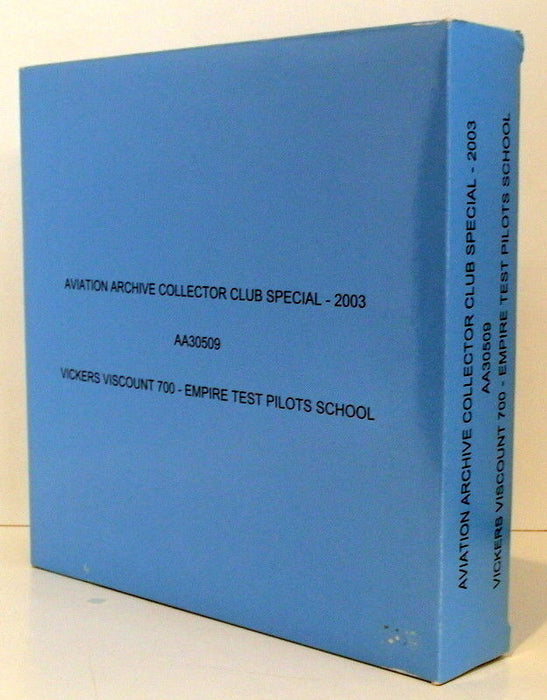 AVIATION ARCHIVE COLLECTOR CLUB SPECIAL - 2003
AA30509
VICKERS VISCOUNT 700 - EMPIRE TEST PILOTS SCHOOL
AVIATION ARCHIVE COLLECTOR CLUB SPECIAL - 2003
AA30509
VICKERS VISCOUNT 700 - EMPIRE TEST PILOTS SCHOOL